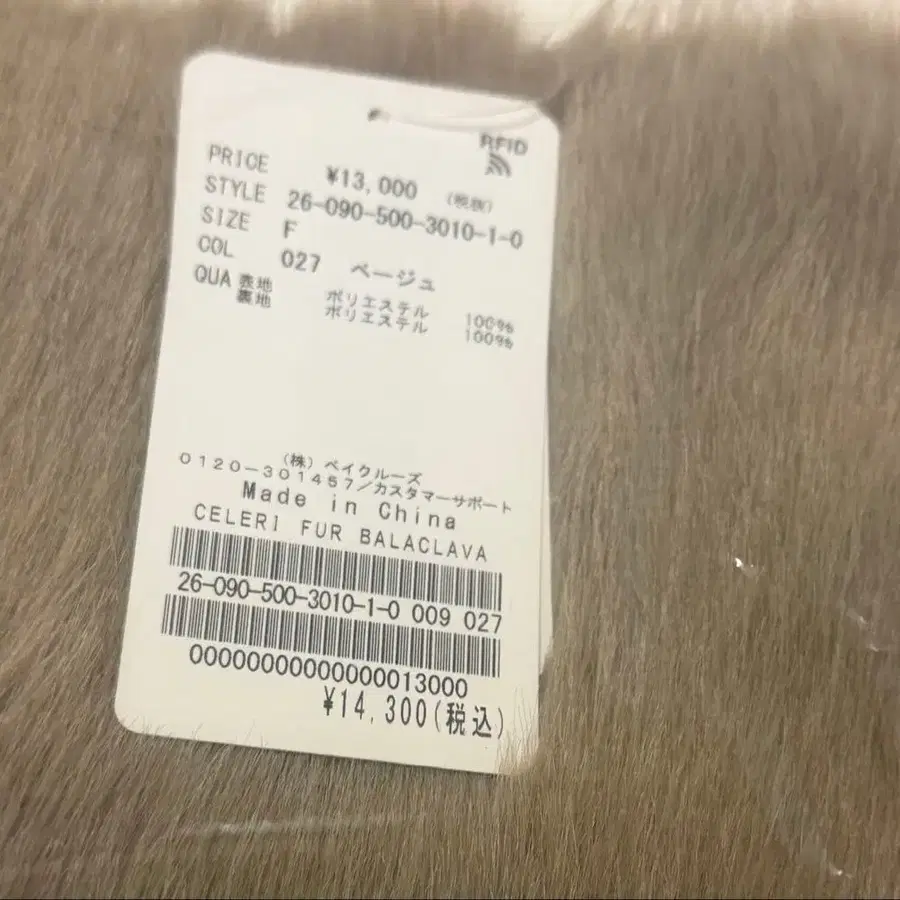 RFID
PRICE ¥13,000 (税抜)
STYLE 26-090-500-3010-1-0
SIZE F
COL 027 ベージュ
QUA 表地 ポリエステル 100%
裏地 ポリエステル 100%
(株)ベイクルーズ
0120-301457/カスタマーサポート
Made in China
CELERI FUR BALACLAVA
26-090-500-3010-1-0 009 027
00000000000000013000
¥14,300(税込)